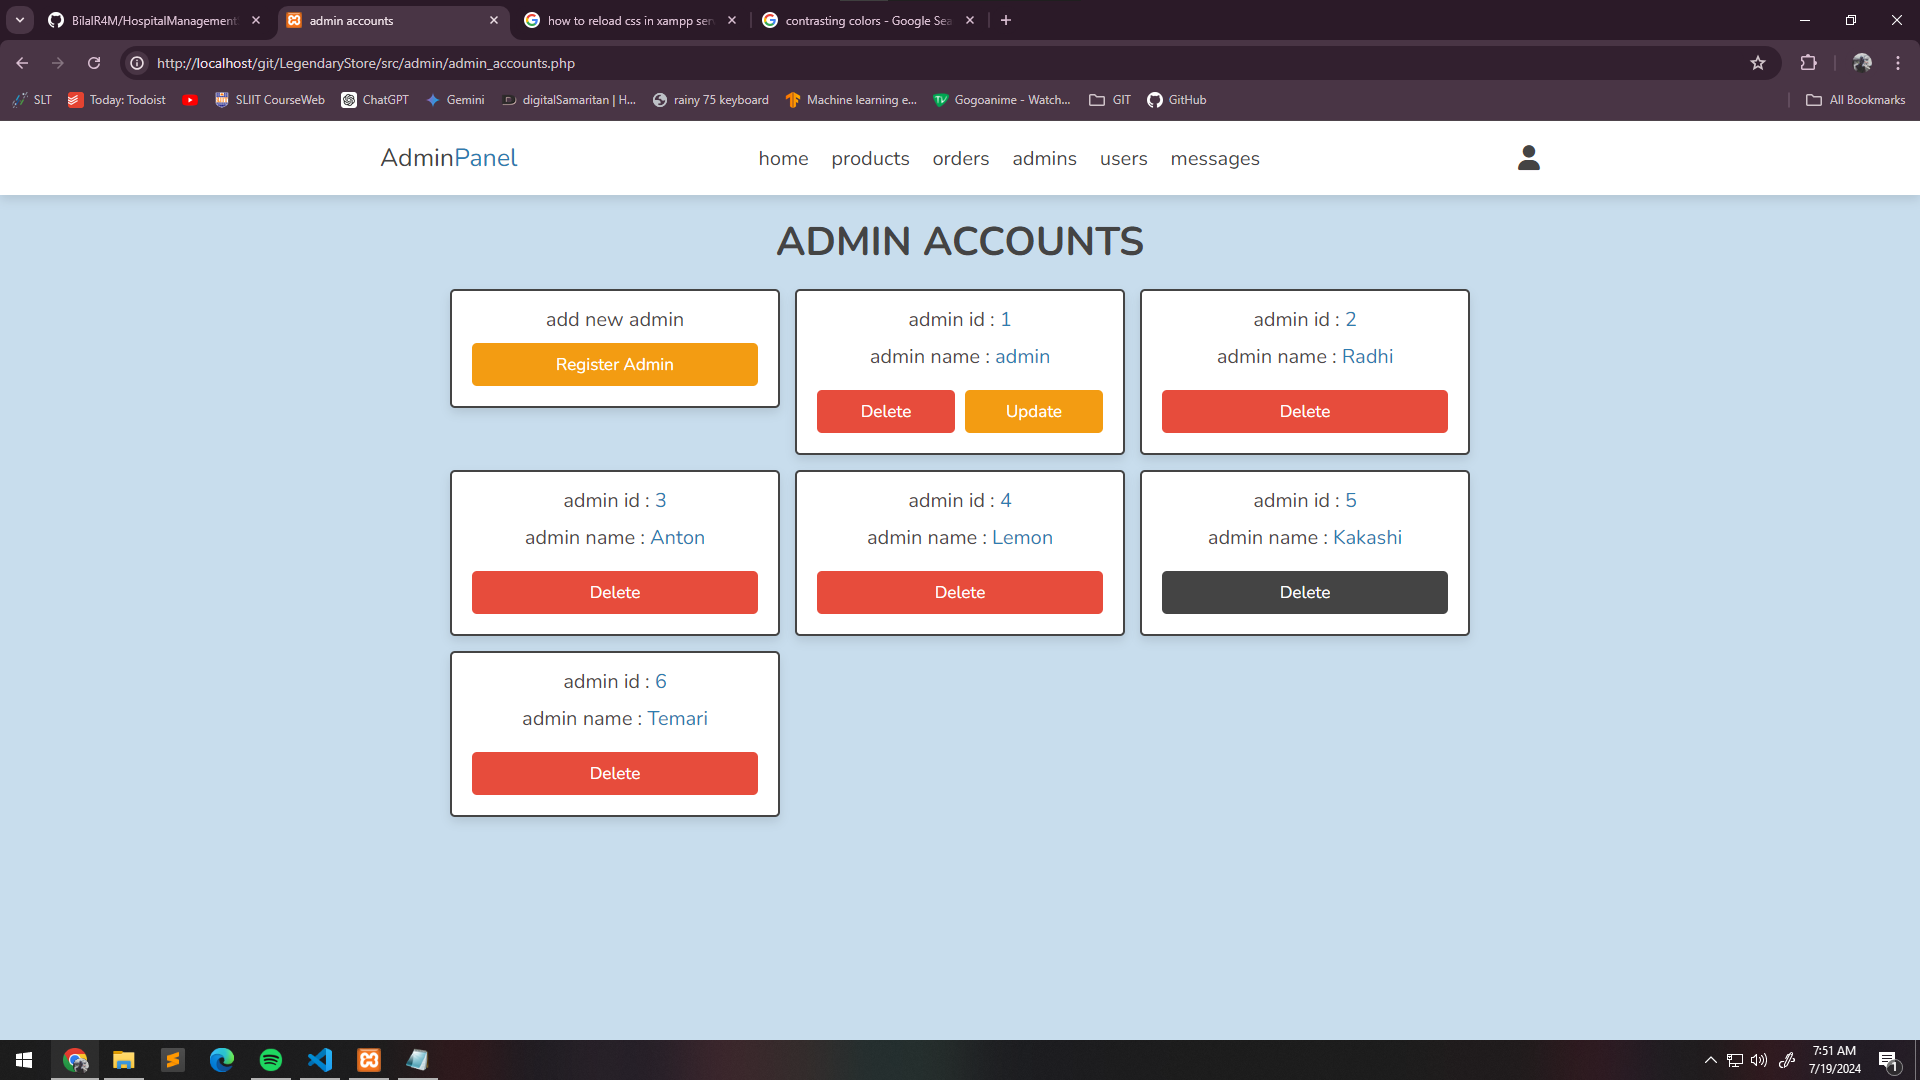 BilalR4M/HospitalManagement
admin accounts
how to reload css in xampp ser
contrasting colors - Google Sea
http://localhost/git/LegendaryStore/src/admin/admin_accounts.php
SLT
Today: Todoist
SLIIT CourseWeb
ChatGPT
Gemini
digitalSamaritan | H...
rainy 75 keyboard
Machine learning e...
Gogoanime - Watch...
GIT
GitHub
All Bookmarks
AdminPanel
home products orders admins users messages
ADMIN ACCOUNTS
add new admin
Register Admin
admin id : 1
admin name : admin
Delete Update
admin id : 2
admin name : Radhi
Delete
admin id : 3
admin name : Anton
Delete
admin id : 4
admin name : Lemon
Delete
admin id : 5
admin name : Kakashi
Delete
admin id : 6
admin name : Temari
Delete
7:51 AM
7/19/2024
1